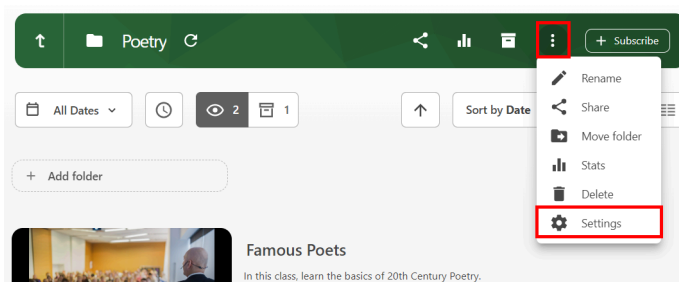 Poetry
+ Subscribe
Rename
All Dates
2
1
Sort by Date
Share
Move folder
+ Add folder
Stats
Delete
Settings
Famous Poets
In this class, learn the basics of 20th Century Poetry.